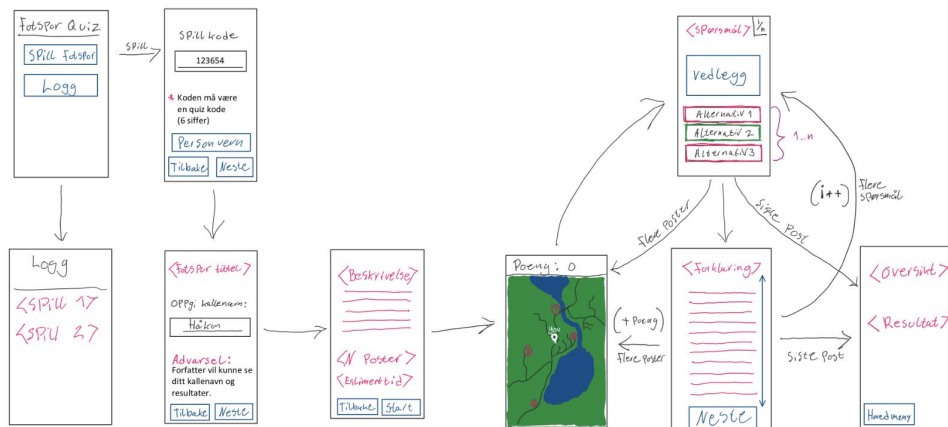 Fotspor Quiz
Spill fotspor
Logg
Spill
Spill kode
123654
* Koden må være
en quiz kode
(6 siffer)
Personvern
Tilbake
Neste
Logg
<Spill 1>
<Spill 2>
<Fotspor tittel>
Oppgi kallenavn:
Håkon
Advarsel:
Forfatter vil kunne se
ditt kallenavn og
resultater.
Tilbake
Neste
<Beskrivelse>
<N Poster>
<Estimert tid>
Tilbake
Start
Poeng: 0
You
<Spørsmål>
1/n
Vedlegg
Alternativ 1
Alternativ 2
Alternativ 3
1..n
flere Poster
Siste Post
(i++)
flere
spørsmål
(+ Poeng)
flere poster
<Forklaring>
Neste
Siste Post
<Oversikt>
<Resultat>
Hovedmeny